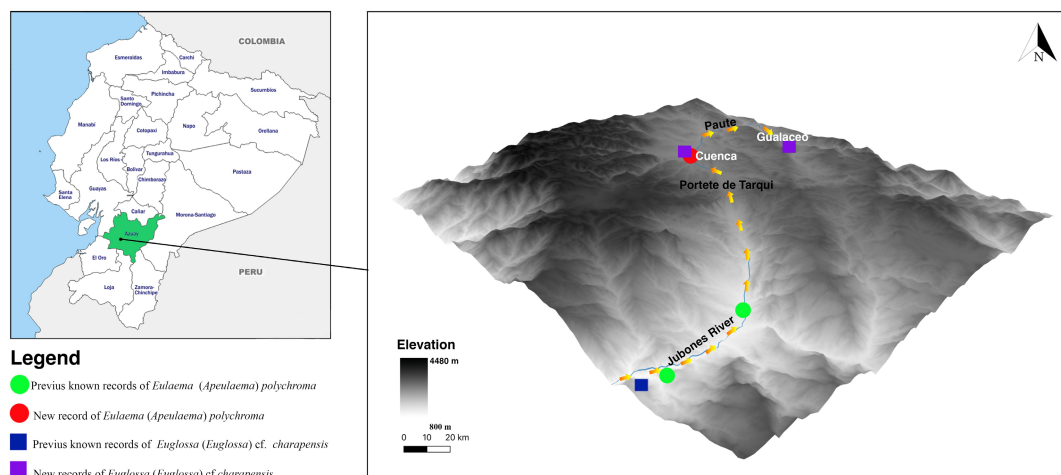 COLOMBIA
Esmeraldas
Carchi
Imbabura
Sucumbios
Pichincha
Santo
Domingo
Orellana
Manabí
Cotopaxi
Napo
Tungurahua
Los Ríos
Pastaza
Bolívar
Chimborazo
Guayas
Santa
Elena
Cañar
Morona-Santiago
Azuay
El Oro
PERU
Loja
Zamora-
Chinchipe
N
Paute
Gualaceo
Cuenca
Portete de Tarqui
Jubones River
Elevation
4480 m
800 m
0 10 20 km
Legend
Previus known records of Eulaema (Apeulaema) polychroma
New record of Eulaema (Apeulaema) polychroma
Previus known records of Euglossa (Euglossa) cf. charapensis
New records of Euglossa (Euglossa) cf charapensis